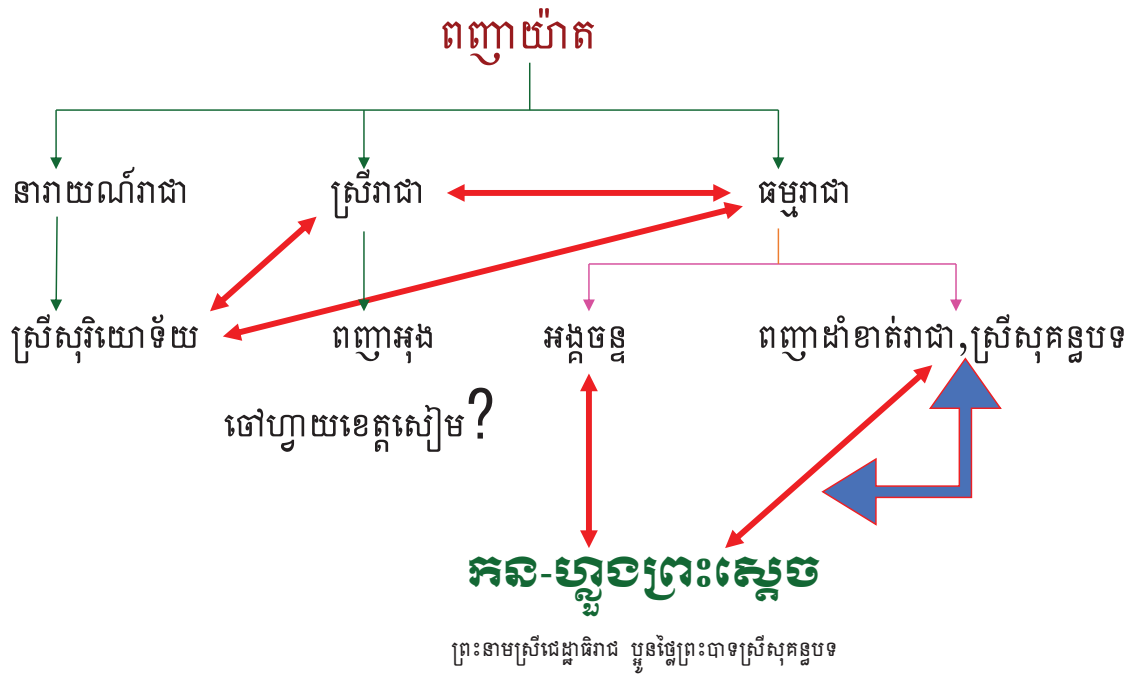 ពញាយ៉ាត
នារាយណ៍រាជា ស្រីរាជា ធម្មរាជា
ស្រីសុរិយោទ័យ ពញាអុង អង្គចន្ទ ពញាដាំខាត់រាជា,ស្រីសុគន្ធបទ
ចៅហ្វាយខេត្តសៀម?
កន-ហ្លួងព្រះស្ដេច
ព្រះនាមស្រីជេដ្ឋាធិរាជ ប្អូនថ្លៃព្រះបាទស្រីសុគន្ធបទ